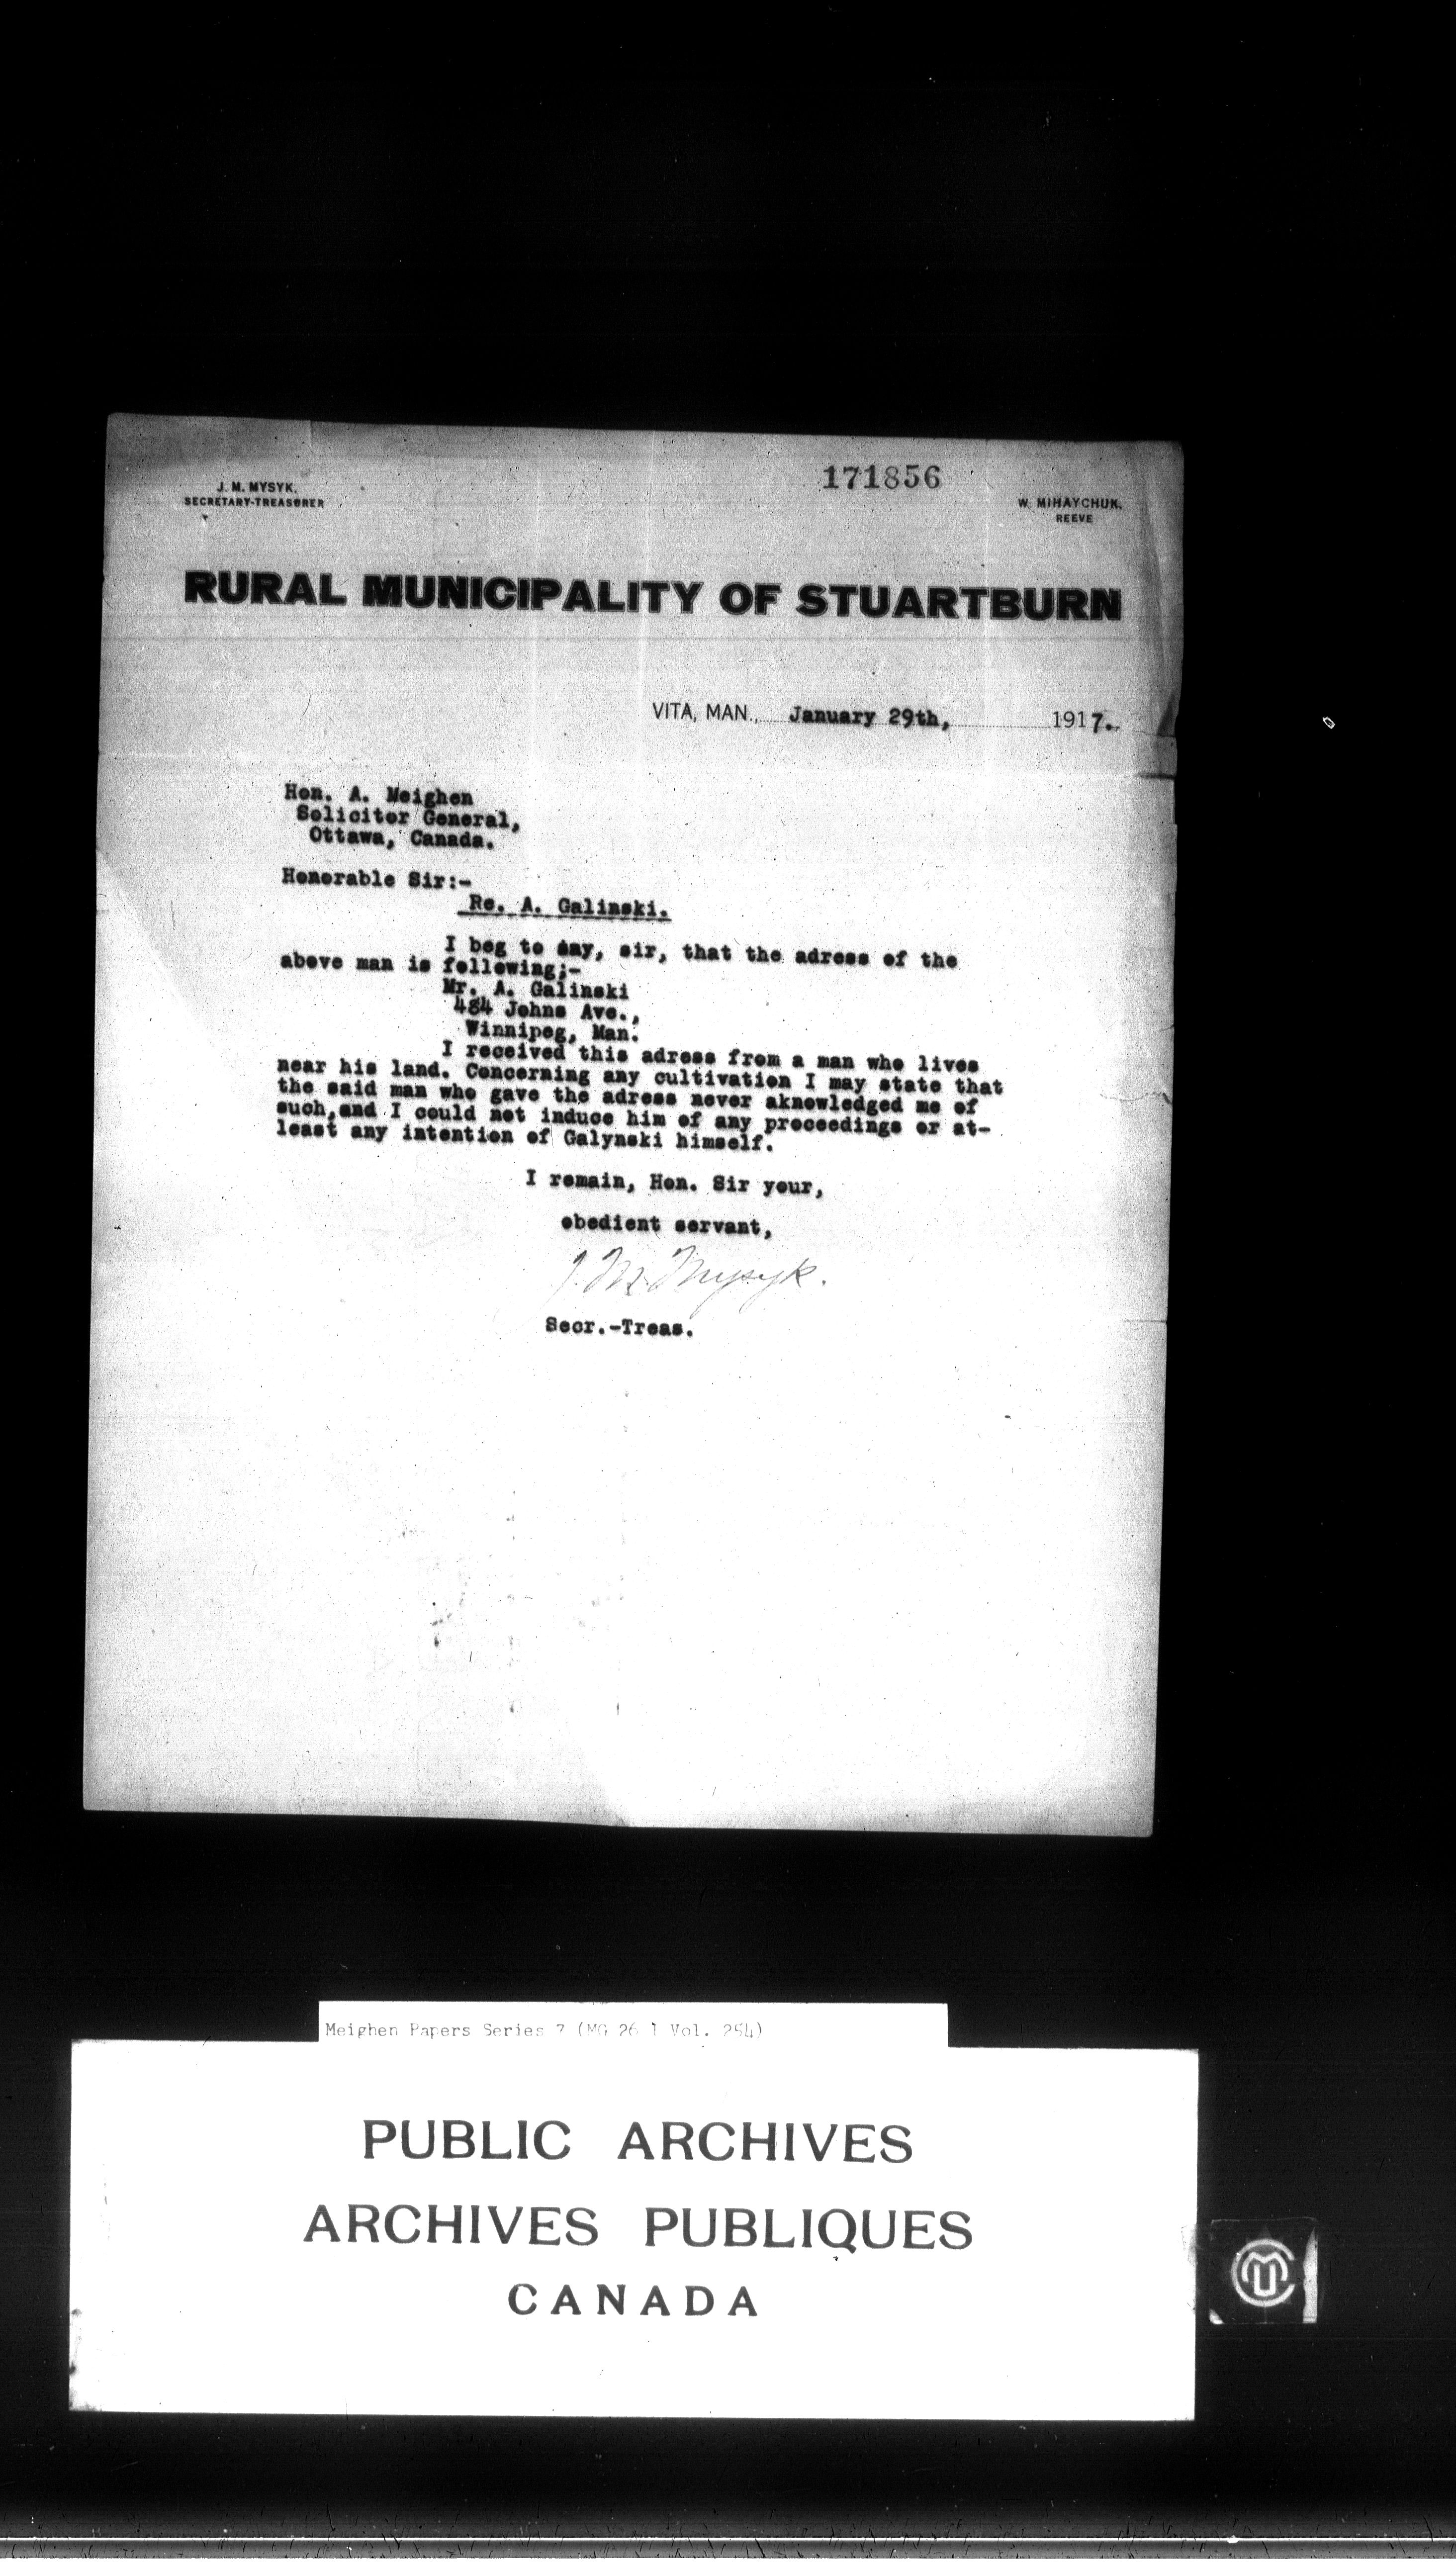 171856
J. M. MYSYK,
SECRETARY-TREASURER
W. MIHAYCHUK,
REEVE
RURAL MUNICIPALITY OF STUARTBURN
VITA, MAN., January 29th, 1917.
Hon. A. Meighen
Solicitor General,
Ottawa, Canada.
Honorable Sir:-
Re. A. Galinski.
I beg to say, sir, that the adress of the
above man is following;-
Mr. A. Galinski
484 Johns Ave.,
Winnipeg, Man.
I received this adress from a man who lives
near his land. Concerning any cultivation I may state that
the said man who gave the adress never aknowledged me of
such,and I could not induce him of any proceedings or at-
least any intention of Galynski himself.
I remain, Hon. Sir your,
obedient servant,
J. M. Mysyk.
Secr.-Treas.
Meighen Papers Series 7 (MG 26 I Vol. 254)
PUBLIC ARCHIVES
ARCHIVES PUBLIQUES
CANADA